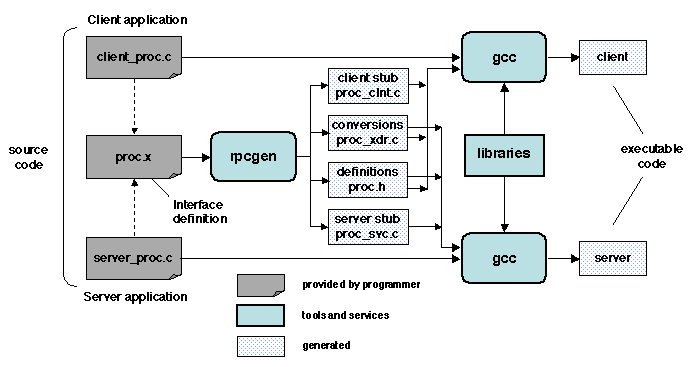 Client application
client_proc.c
gcc
client
client stub
proc_clnt.c
conversions
proc_xdr.c
source
code
proc.x
rpcgen
libraries
executable
code
definitions
proc.h
Interface
definition
server stub
proc_svc.c
server_proc.c
gcc
server
Server application
provided by programmer
tools and services
generated